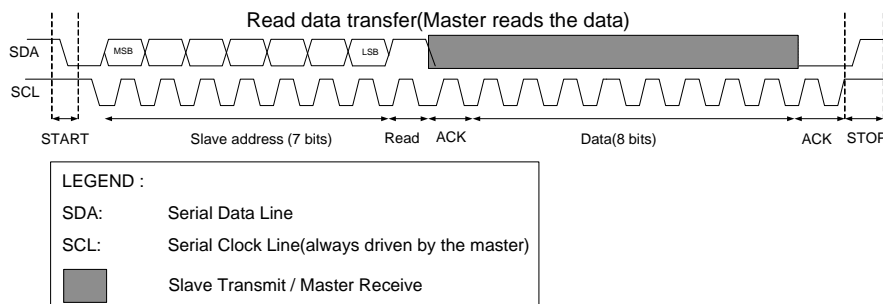 Read data transfer(Master reads the data)
SDA
MSB
LSB
SCL
START
Slave address (7 bits)
Read
ACK
Data(8 bits)
ACK
STOP
LEGEND :
SDA: Serial Data Line
SCL: Serial Clock Line(always driven by the master)
Slave Transmit / Master Receive